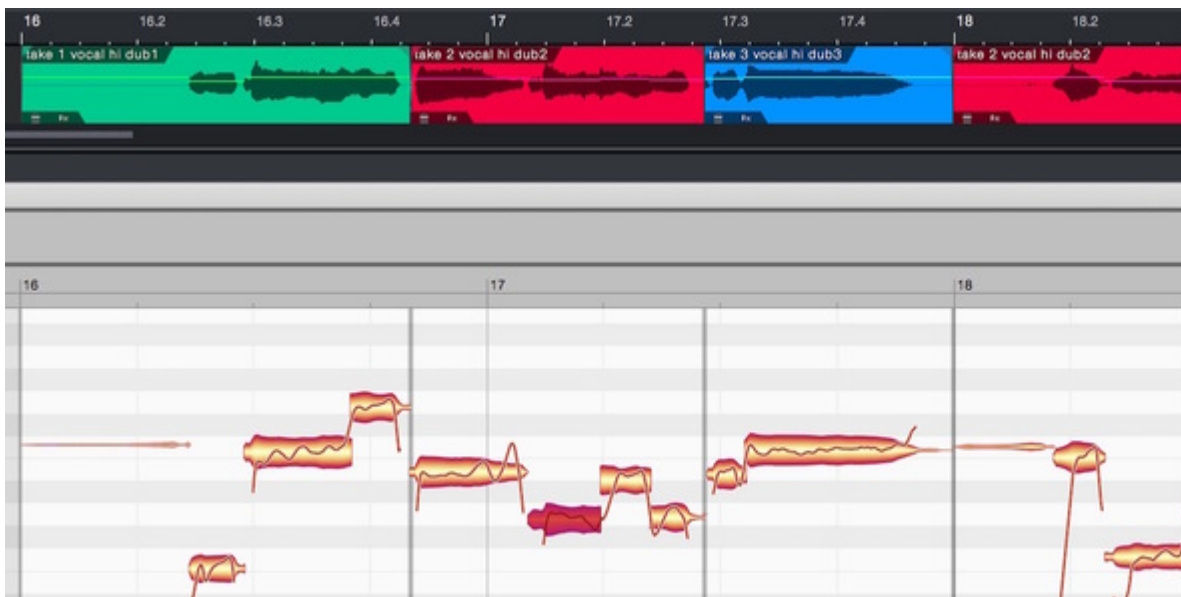 16 16.2 16.3 16.4 17 17.2 17.3 17.4 18 18.2
take 1 vocal hi dub1 take 2 vocal hi dub2 take 3 vocal hi dub3 take 2 vocal hi dub2
16 17 18